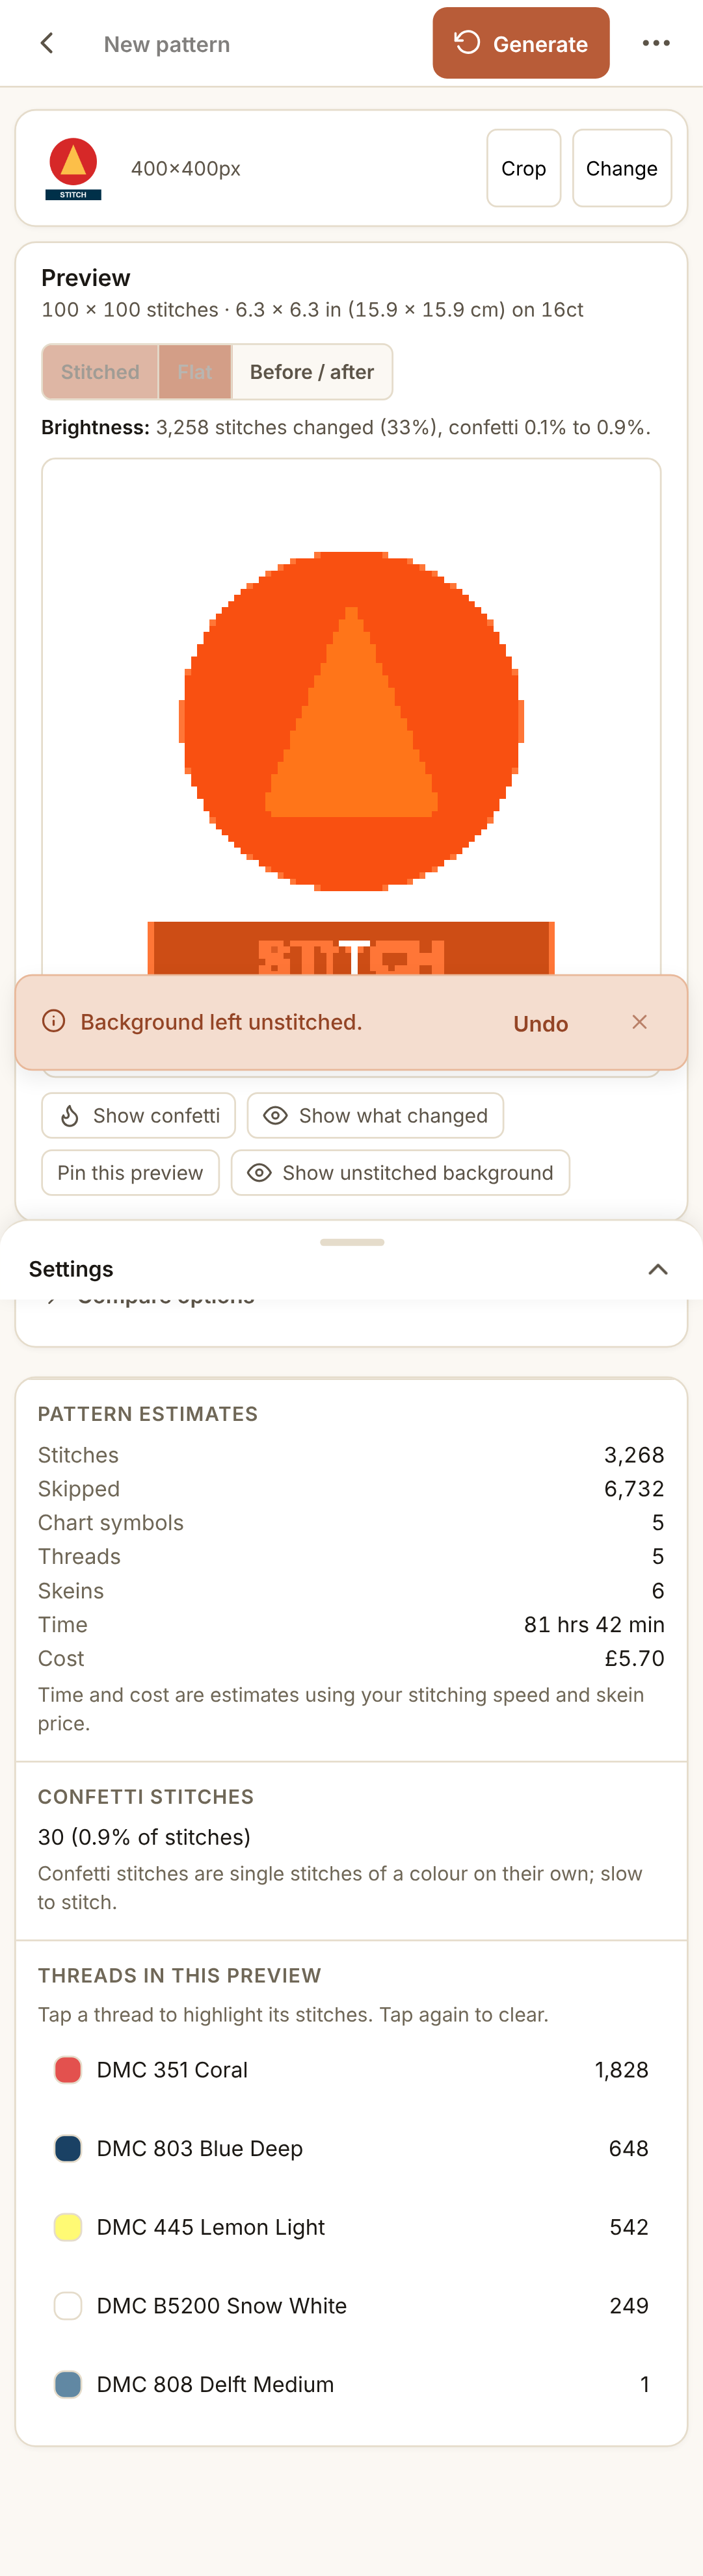 New pattern
Generate
STITCH
400×400px
Crop
Change
Preview
100 × 100 stitches · 6.3 × 6.3 in (15.9 × 15.9 cm) on 16ct
Stitched
Flat
Before / after
Brightness: 3,258 stitches changed (33%), confetti 0.1% to 0.9%.
Background left unstitched.
Undo
Show confetti
Show what changed
Pin this preview
Show unstitched background
Settings
Compare options
PATTERN ESTIMATES
Stitches 3,268
Skipped 6,732
Chart symbols 5
Threads 5
Skeins 6
Time 81 hrs 42 min
Cost £5.70
Time and cost are estimates using your stitching speed and skein
price.
CONFETTI STITCHES
30 (0.9% of stitches)
Confetti stitches are single stitches of a colour on their own; slow
to stitch.
THREADS IN THIS PREVIEW
Tap a thread to highlight its stitches. Tap again to clear.
DMC 351 Coral 1,828
DMC 803 Blue Deep 648
DMC 445 Lemon Light 542
DMC B5200 Snow White 249
DMC 808 Delft Medium 1